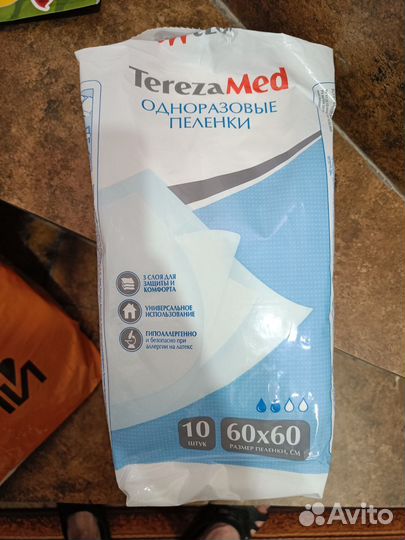 TerezaMed
ОДНОРАЗОВЫЕ
ПЕЛЕНКИ
3 СЛОЯ ДЛЯ
ЗАЩИТЫ И
КОМФОРТА
УНИВЕРСАЛЬНОЕ
ИСПОЛЬЗОВАНИЕ
ГИПОАЛЛЕРГЕННО
и безопасно при
аллергии на латекс
10
ШТУК
60x60
РАЗМЕР ПЕЛЕНКИ, СМ
Avito